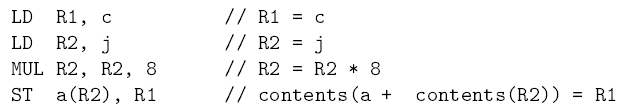 LD  R1, c          // R1 = c
LD  R2, j          // R2 = j
MUL R2, R2, 8      // R2 = R2 * 8
ST  a(R2), R1      // contents(a +  contents(R2)) = R1